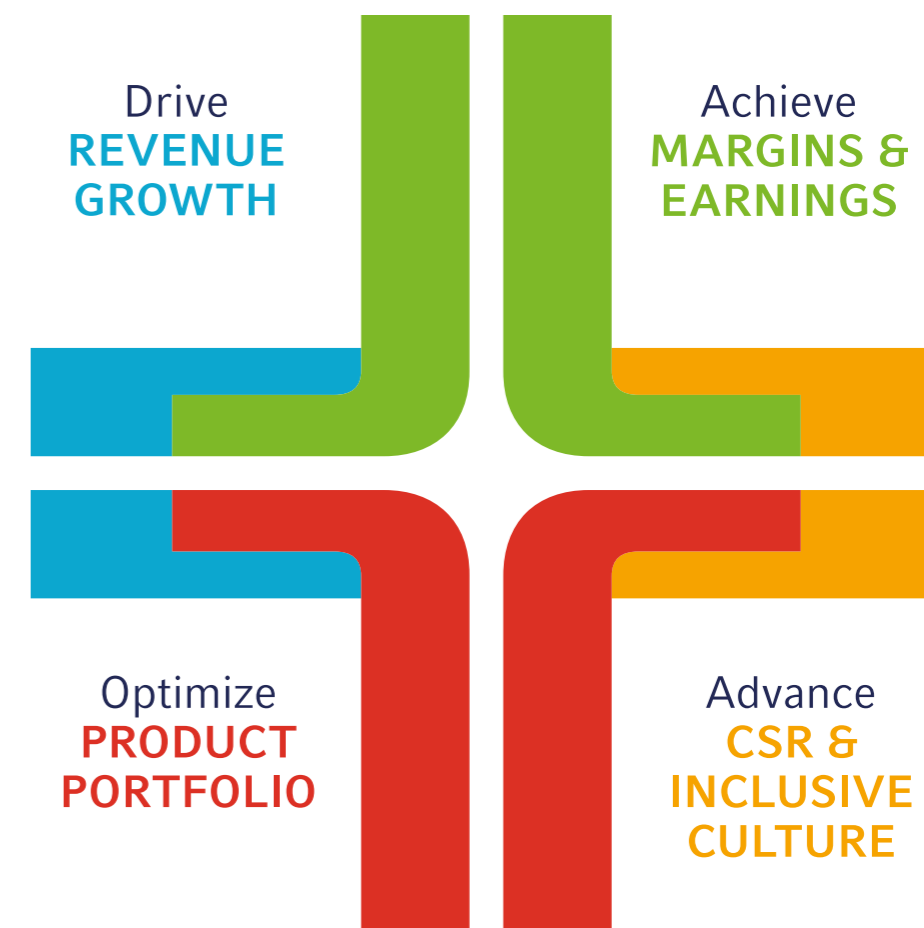 Drive
REVENUE
GROWTH
Achieve
MARGINS &
EARNINGS
Optimize
PRODUCT
PORTFOLIO
Advance
CSR &
INCLUSIVE
CULTURE